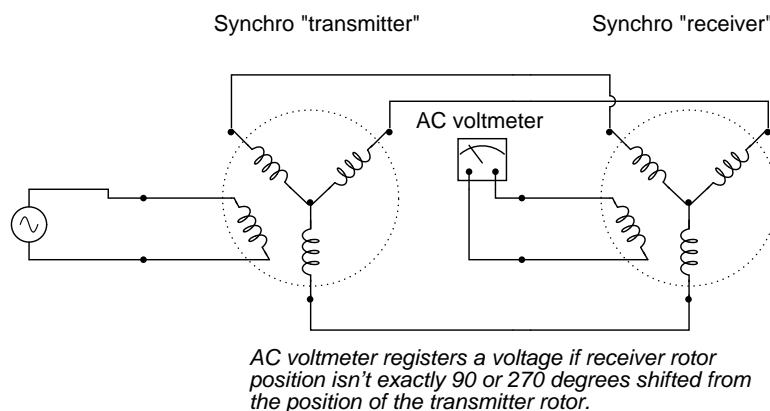 Synchro "transmitter"
Synchro "receiver"
AC voltmeter
AC voltmeter registers a voltage if receiver rotor
position isn't exactly 90 or 270 degrees shifted from
the position of the transmitter rotor.